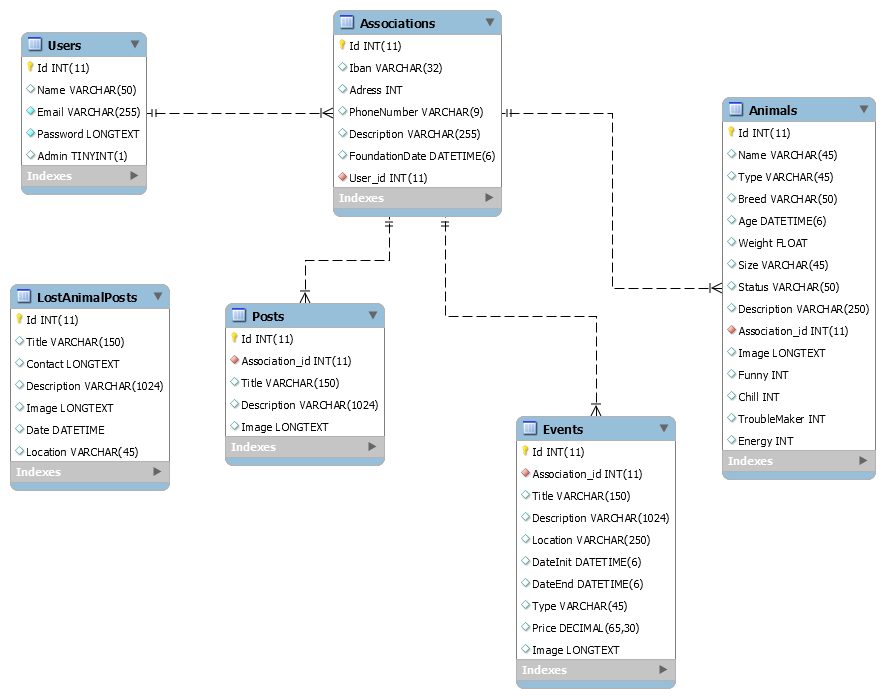 Users
Id INT(11)
Name VARCHAR(50)
Email VARCHAR(255)
Password LONGTEXT
Admin TINYINT(1)
Indexes
Associations
Id INT(11)
Iban VARCHAR(32)
Adress INT
PhoneNumber VARCHAR(9)
Description VARCHAR(255)
FoundationDate DATETIME(6)
User_id INT(11)
Indexes
Animals
Id INT(11)
Name VARCHAR(45)
Type VARCHAR(45)
Breed VARCHAR(50)
Age DATETIME(6)
Weight FLOAT
Size VARCHAR(45)
Status VARCHAR(50)
Description VARCHAR(250)
Association_id INT(11)
Image LONGTEXT
Funny INT
Chill INT
TroubleMaker INT
Energy INT
Indexes
LostAnimalPosts
Id INT(11)
Title VARCHAR(150)
Contact LONGTEXT
Description VARCHAR(1024)
Image LONGTEXT
Date DATETIME
Location VARCHAR(45)
Indexes
Posts
Id INT(11)
Association_id INT(11)
Title VARCHAR(150)
Description VARCHAR(1024)
Image LONGTEXT
Indexes
Events
Id INT(11)
Association_id INT(11)
Title VARCHAR(150)
Description VARCHAR(1024)
Location VARCHAR(250)
DateInit DATETIME(6)
DateEnd DATETIME(6)
Type VARCHAR(45)
Price DECIMAL(65,30)
Image LONGTEXT
Indexes